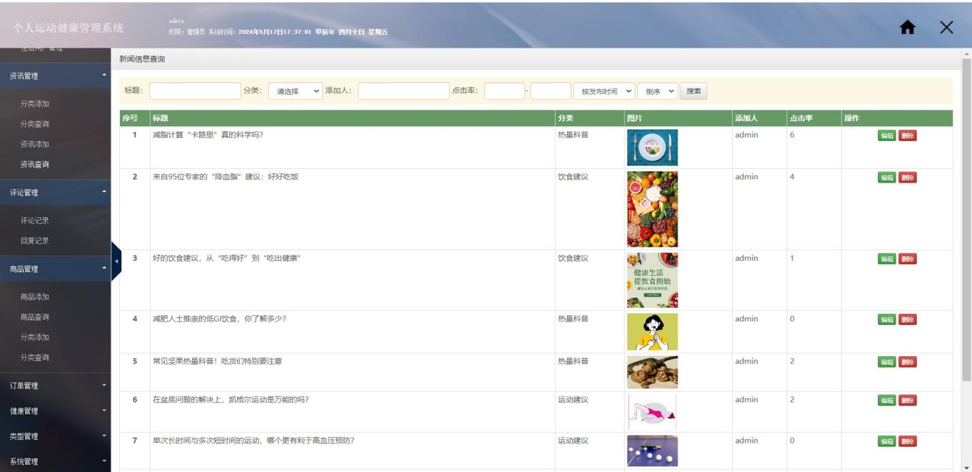 个人运动健康管理系统
admin
权限: 管理员 系统时间: 2024年5月17日17:37:01 甲辰年 四月十日 星期五
资讯管理
分类添加
分类查询
资讯添加
资讯查询
评论管理
评论记录
回复记录
商品管理
商品添加
商品查询
分类添加
分类查询
订单管理
健康管理
类型管理
系统管理
新闻信息查询
标题: 分类: 请选择 添加人: 点击率: - 按发布时间 倒序 搜索
序号 标题 分类 图片 添加人 点击率 操作
1 减脂计算“卡路里”真的科学吗? 热量科普 admin 6 编辑 删除
2 来自95位专家的“降血脂”建议: 好好吃饭 饮食建议 admin 4 编辑 删除
3 好的饮食建议, 从“吃得好”到“吃出健康” 饮食建议 admin 1 编辑 删除
健康生活
從飲食開始
4 减肥人士推崇的低GI饮食, 你了解多少? 热量科普 admin 0 编辑 删除
5 常见坚果热量科普! 吃货们特别要注意 热量科普 admin 2 编辑 删除
6 在盆底问题的解决上, 凯格尔运动是万能的吗? 运动建议 admin 2 编辑 删除
7 单次长时间与多次短时间的运动, 哪个更有利于高血压预防? 运动建议 admin 0 编辑 删除